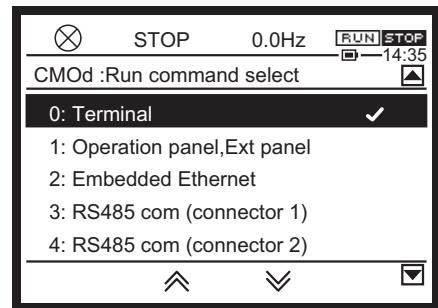 STOP 0.0Hz RUN STOP
14:35
CMOd :Run command select
0: Terminal
1: Operation panel,Ext panel
2: Embedded Ethernet
3: RS485 com (connector 1)
4: RS485 com (connector 2)